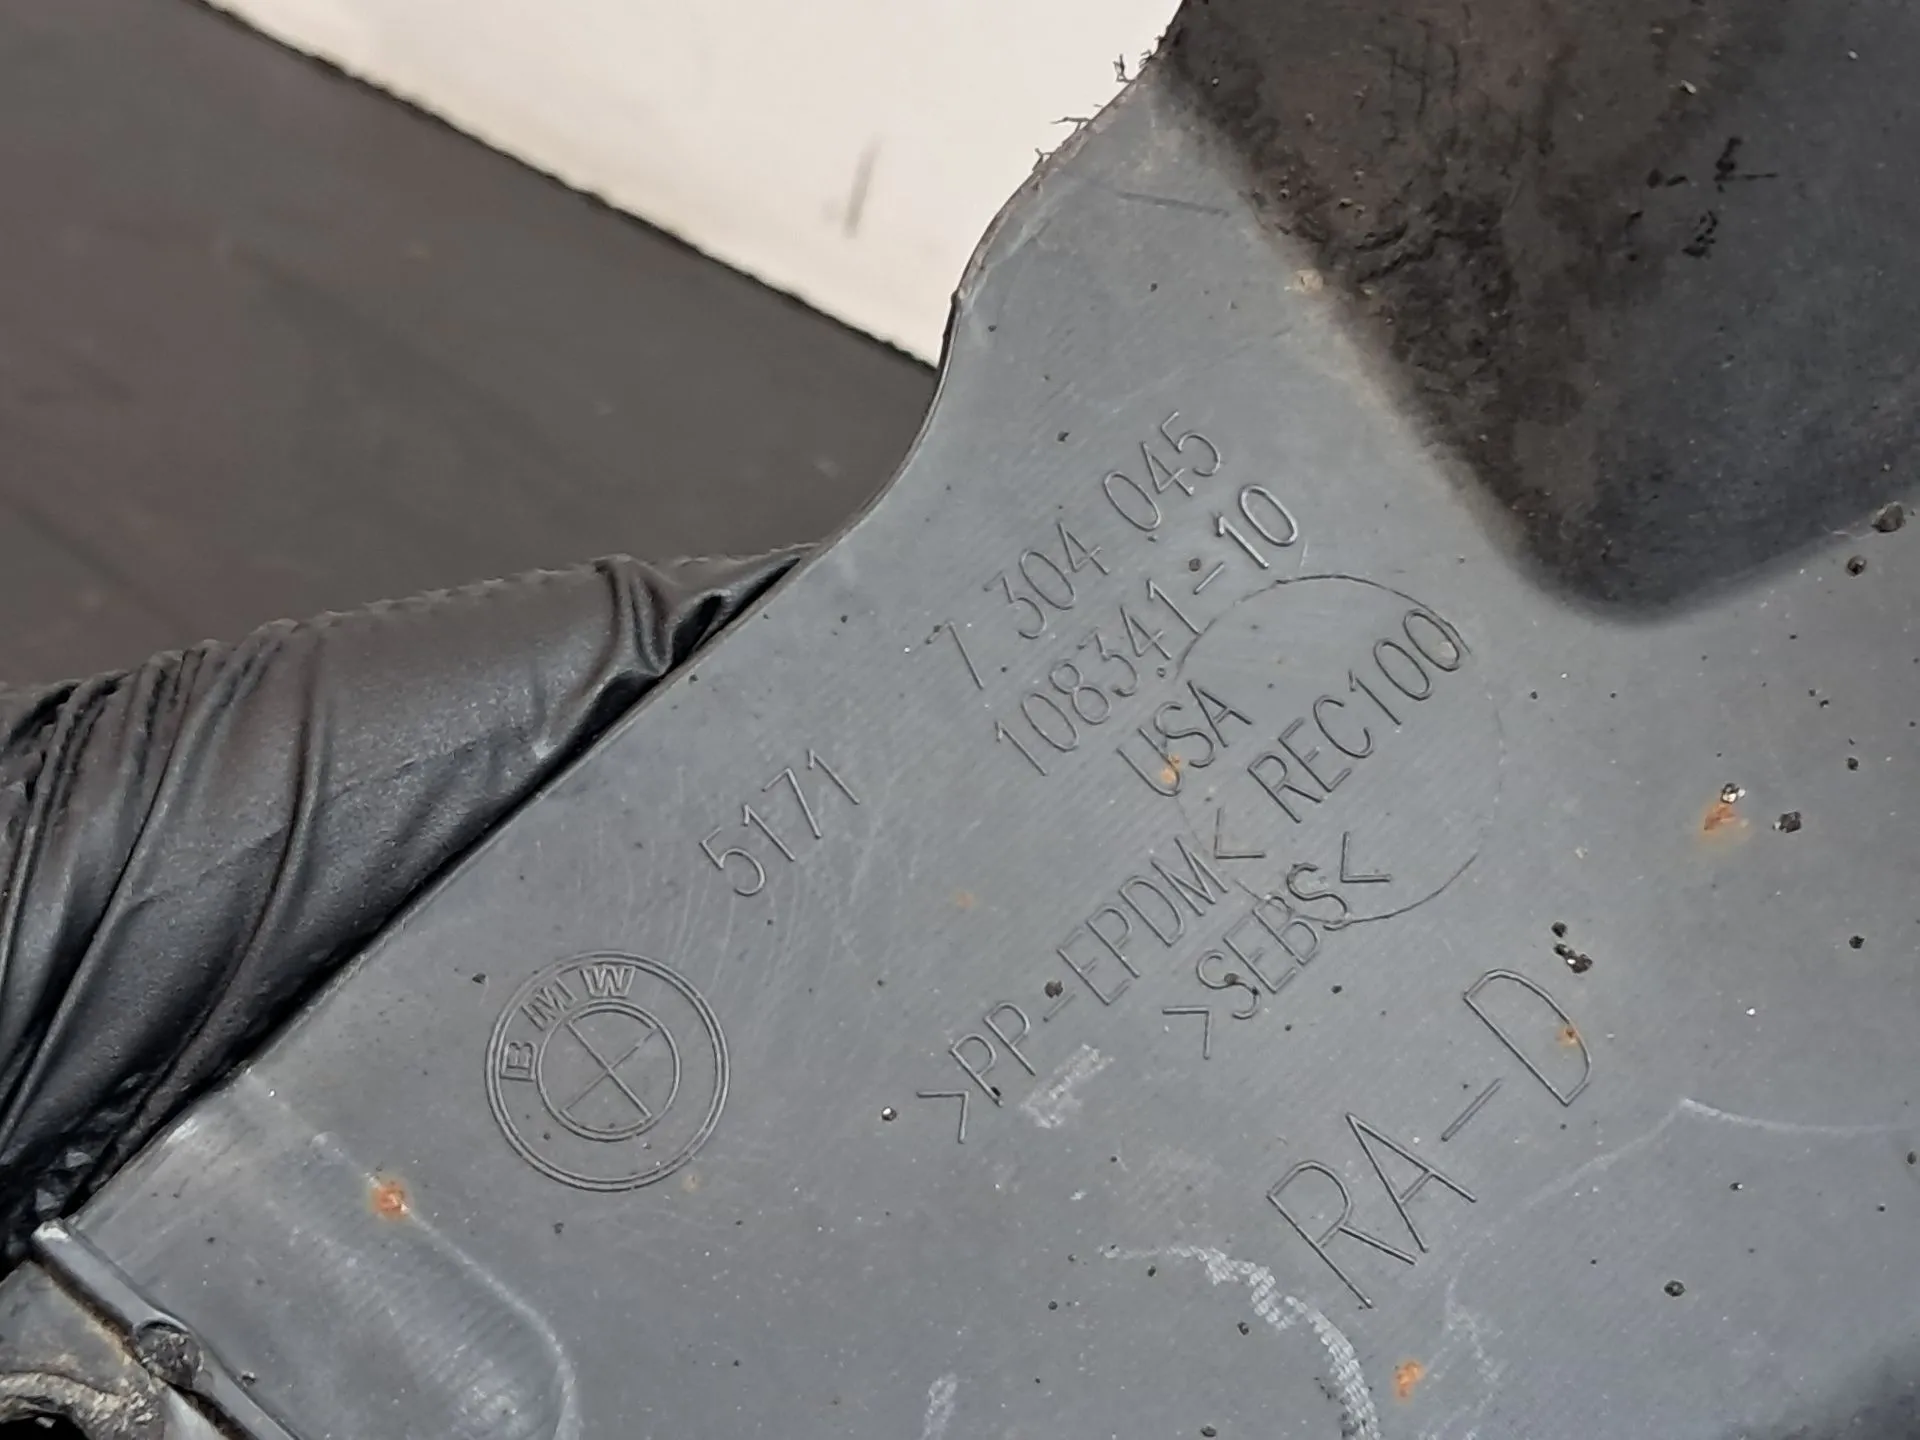 BMW
5171
7 304 045
108341-10
USA
>PP-EPDM< REC100
>SEBS<
RA-D